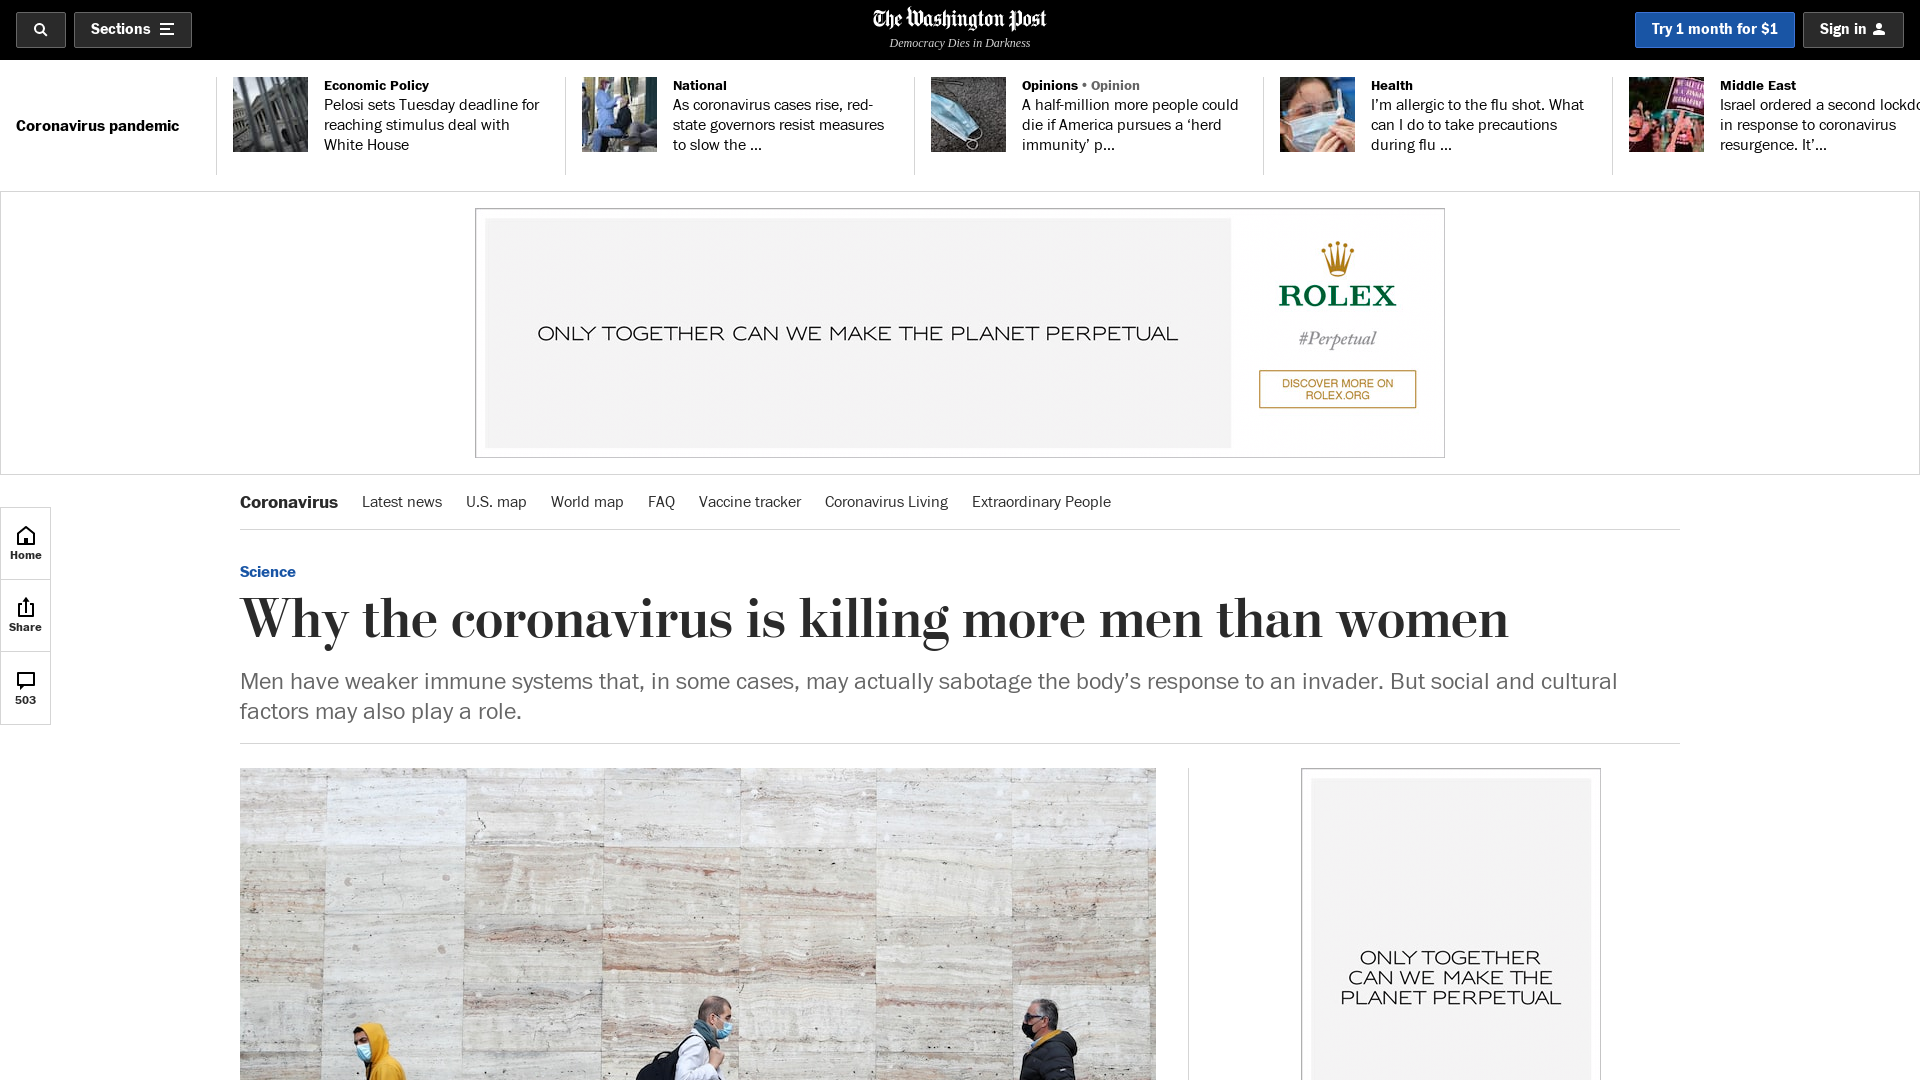 Sections
The Washington Post
Democracy Dies in Darkness
Try 1 month for $1
Sign in
Coronavirus pandemic
Economic Policy
Pelosi sets Tuesday deadline for
reaching stimulus deal with
White House
National
As coronavirus cases rise, red-
state governors resist measures
to slow the ...
Opinions • Opinion
A half-million more people could
die if America pursues a ‘herd
immunity’ p...
Health
I’m allergic to the flu shot. What
can I do to take precautions
during flu ...
Middle East
Israel ordered a second lockdo
in response to coronavirus
resurgence. It’...
ONLY TOGETHER CAN WE MAKE THE PLANET PERPETUAL
ROLEX
#Perpetual
DISCOVER MORE ON
ROLEX.ORG
Coronavirus Latest news U.S. map World map FAQ Vaccine tracker Coronavirus Living Extraordinary People
Home
Share
503
Science
Why the coronavirus is killing more men than women
Men have weaker immune systems that, in some cases, may actually sabotage the body’s response to an invader. But social and cultural
factors may also play a role.
ONLY TOGETHER
CAN WE MAKE THE
PLANET PERPETUAL